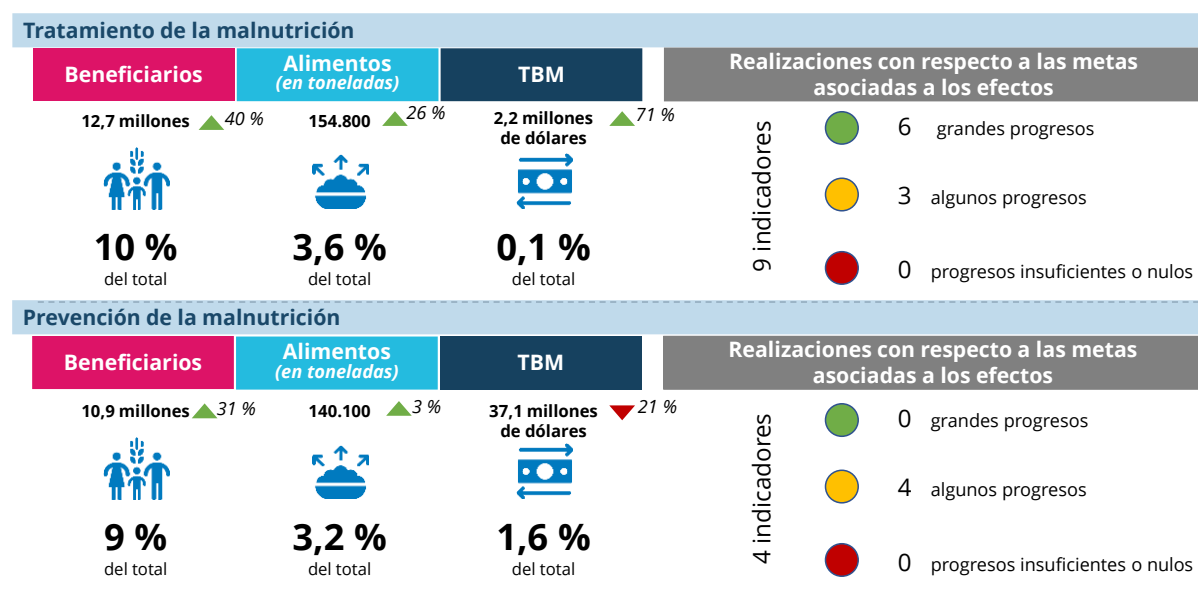 Tratamiento de la malnutrición
Beneficiarios
Alimentos
(en toneladas)
TBM
Realizaciones con respecto a las metas
asociadas a los efectos
12,7 millones 40 %
154.800 26 %
2,2 millones
de dólares
71 %
10 %
del total
3,6 %
del total
0,1 %
del total
9 indicadores
6 grandes progresos
3 algunos progresos
0 progresos insuficientes o nulos
Prevención de la malnutrición
Beneficiarios
Alimentos
(en toneladas)
TBM
Realizaciones con respecto a las metas
asociadas a los efectos
10,9 millones 31 %
140.100 3 %
37,1 millones
de dólares
21 %
9 %
del total
3,2 %
del total
1,6 %
del total
4 indicadores
0 grandes progresos
4 algunos progresos
0 progresos insuficientes o nulos